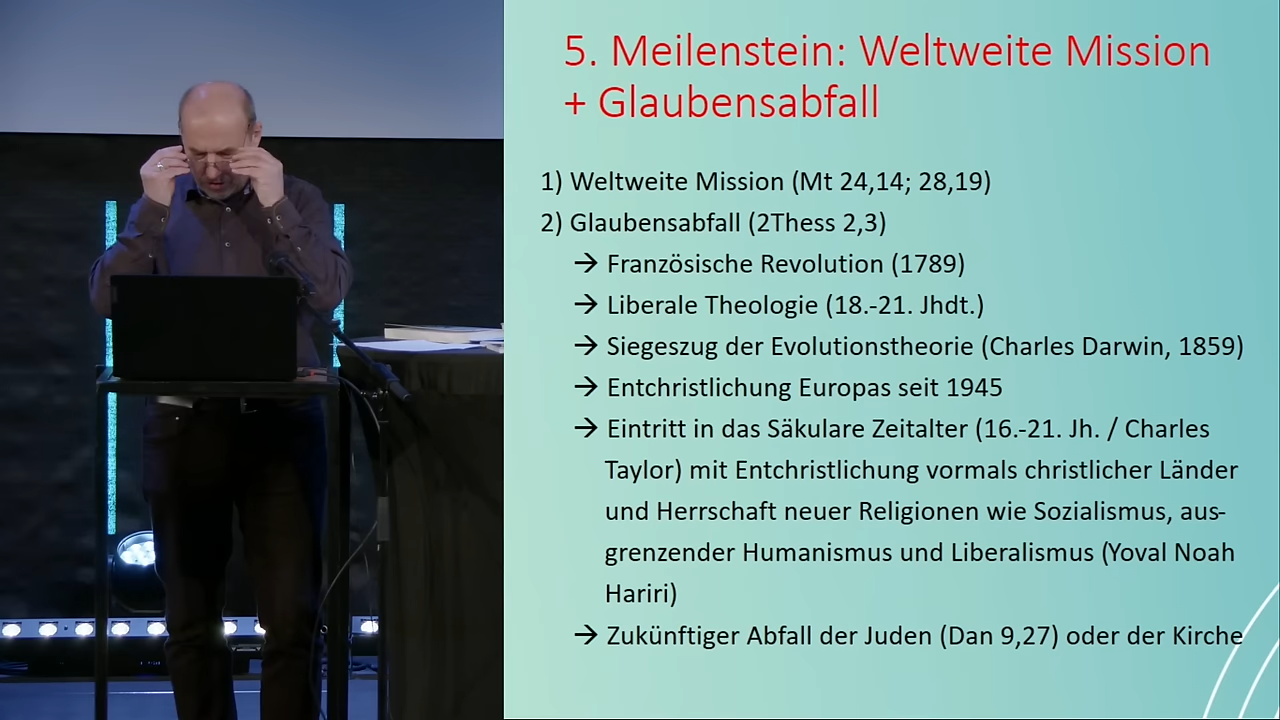 5. Meilenstein: Weltweite Mission
+ Glaubensabfall
1) Weltweite Mission (Mt 24,14; 28,19)
2) Glaubensabfall (2Thess 2,3)
→ Französische Revolution (1789)
→ Liberale Theologie (18.-21. Jhdt.)
→ Siegeszug der Evolutionstheorie (Charles Darwin, 1859)
→ Entchristlichung Europas seit 1945
→ Eintritt in das Säkulare Zeitalter (16.-21. Jh. / Charles
Taylor) mit Entchristlichung vormals christlicher Länder
und Herrschaft neuer Religionen wie Sozialismus, aus-
grenzender Humanismus und Liberalismus (Yoval Noah
Hariri)
→ Zukünftiger Abfall der Juden (Dan 9,27) oder der Kirche